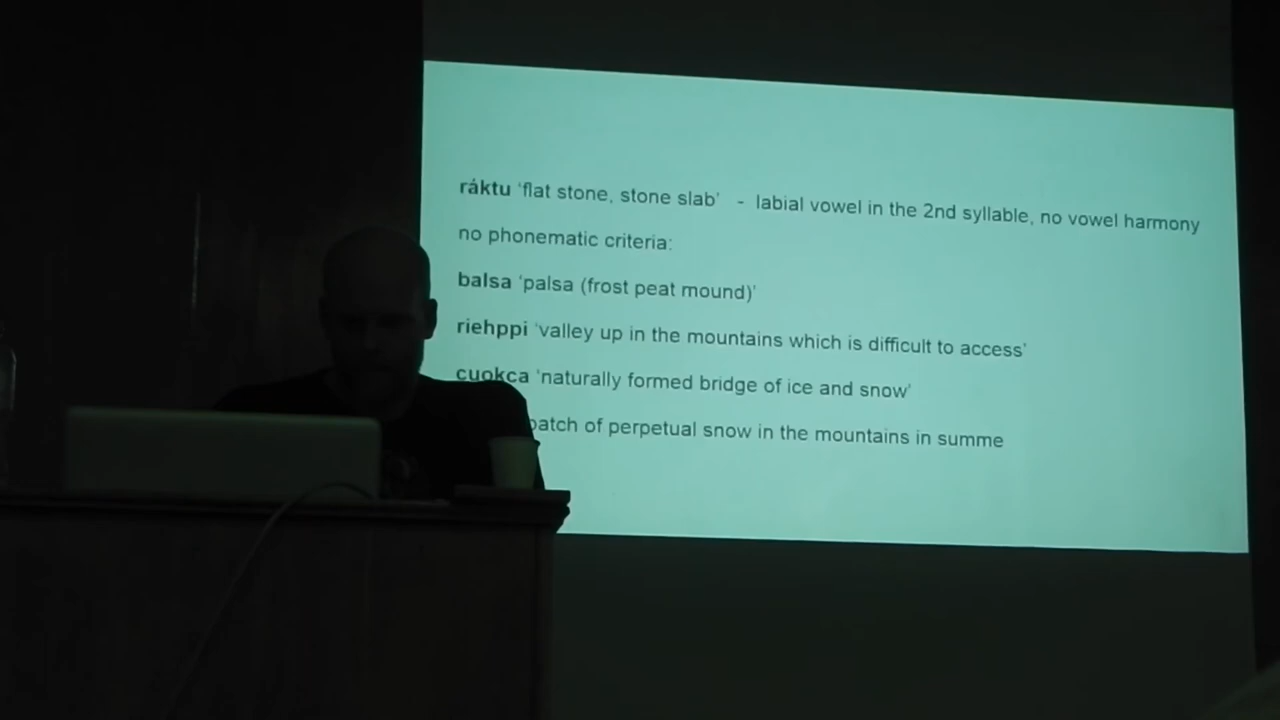 ráktu 'flat stone, stone slab' - labial vowel in the 2nd syllable, no vowel harmony
no phonematic criteria:
balsa 'palsa (frost peat mound)'
riehppi 'valley up in the mountains which is difficult to access'
cuokca 'naturally formed bridge of ice and snow'
patch of perpetual snow in the mountains in summe